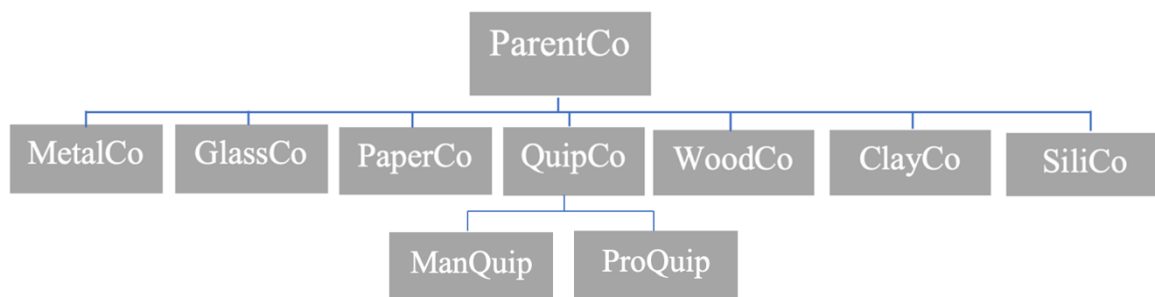 ParentCo
MetalCo
GlassCo
PaperCo
QuipCo
WoodCo
ClayCo
SiliCo
ManQuip
ProQuip